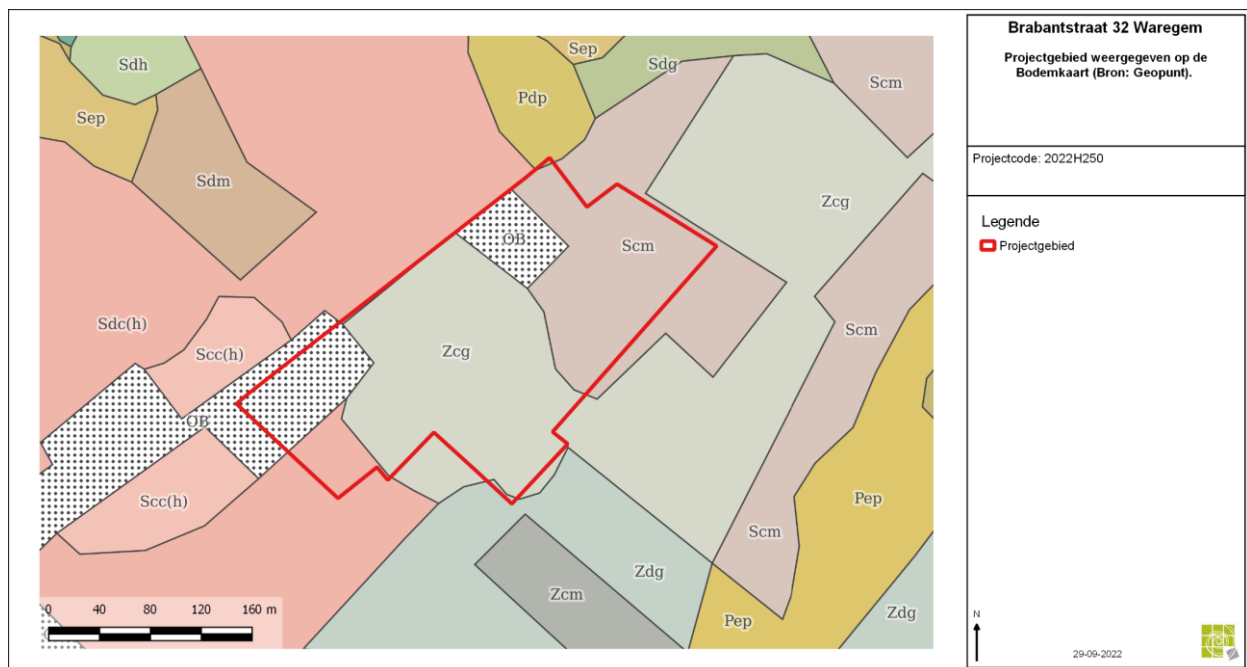 Brabantstraat 32 Waregem
Projectgebied weergegeven op de
Bodemkaart (Bron: Geopunt).
Projectcode: 2022H250
Legende
Projectgebied
N
29-09-2022
Sdh
Sep
Sdg
Scm
Pdp
Sep
Sdm
Zcg
OB
Scm
Sdc(h)
Scc(h)
Zcg
Scm
OB
Scc(h)
Pep
Scm
Zdg
Zcm
Pep
Zdg
0 40 80 120 160 m